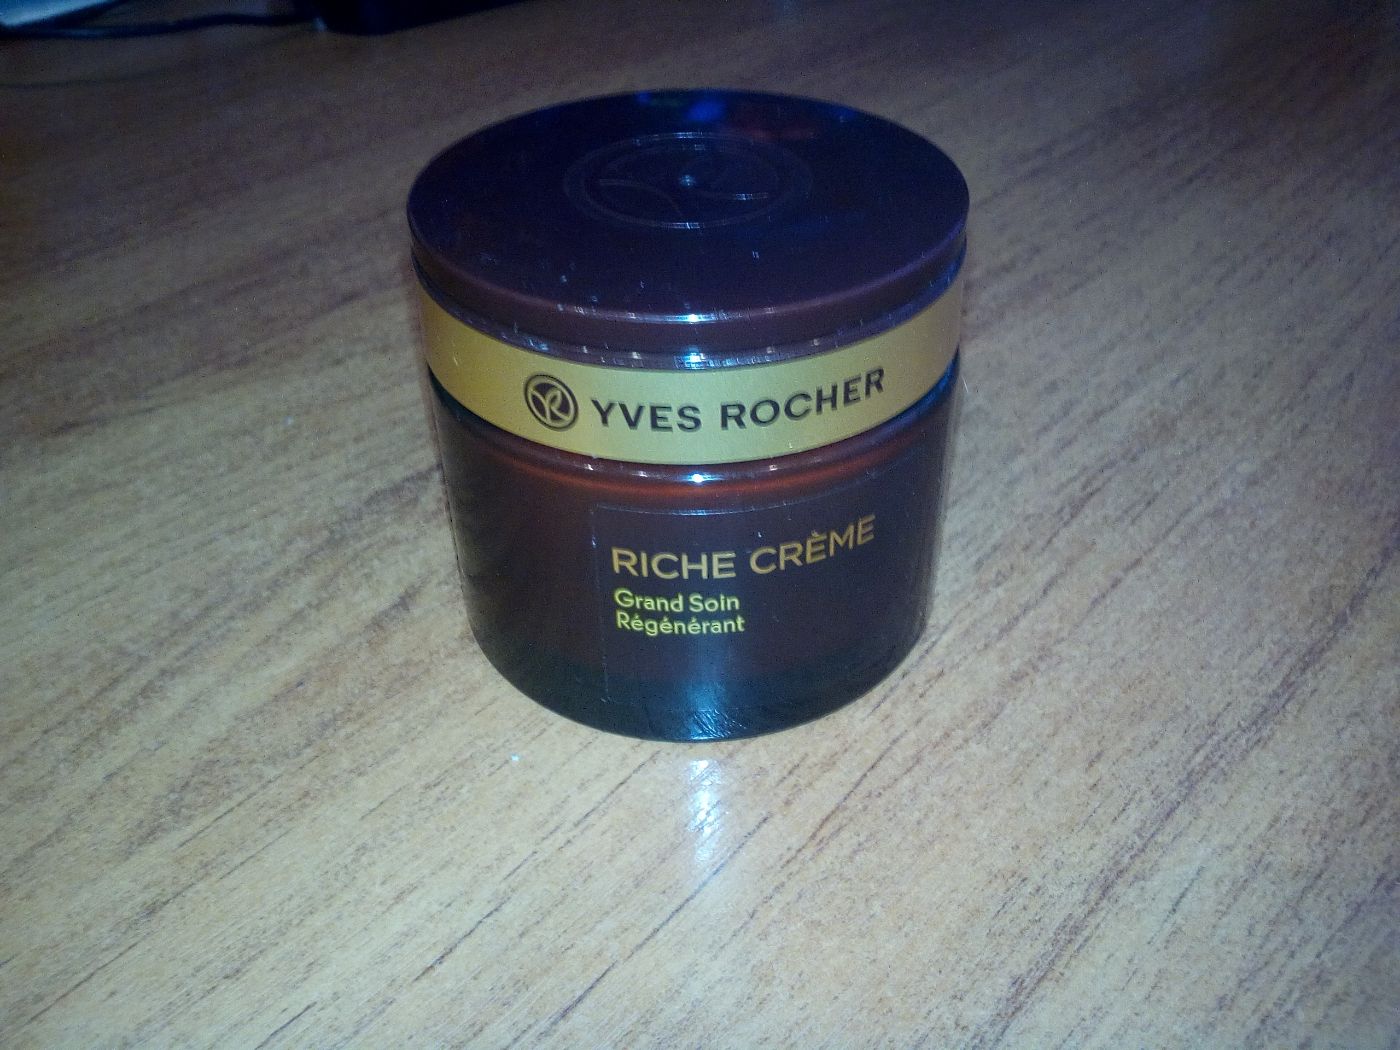 YVES ROCHER
RICHE CRÈME
Grand Soin
Régénérant